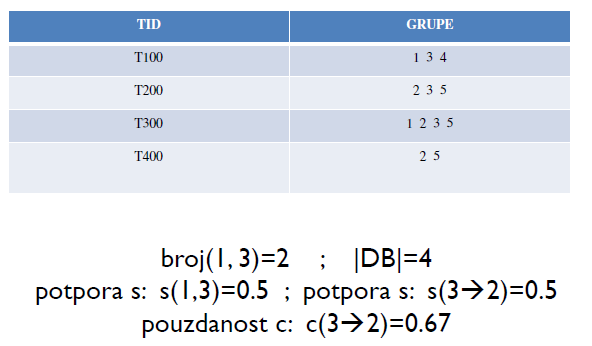 TID GRUPE
T100 1 3 4
T200 2 3 5
T300 1 2 3 5
T400 2 5
broj(1, 3)=2 ; |DB|=4
potpora s: s(1,3)=0.5 ; potpora s: s(3→2)=0.5
pouzdanost c: c(3→2)=0.67